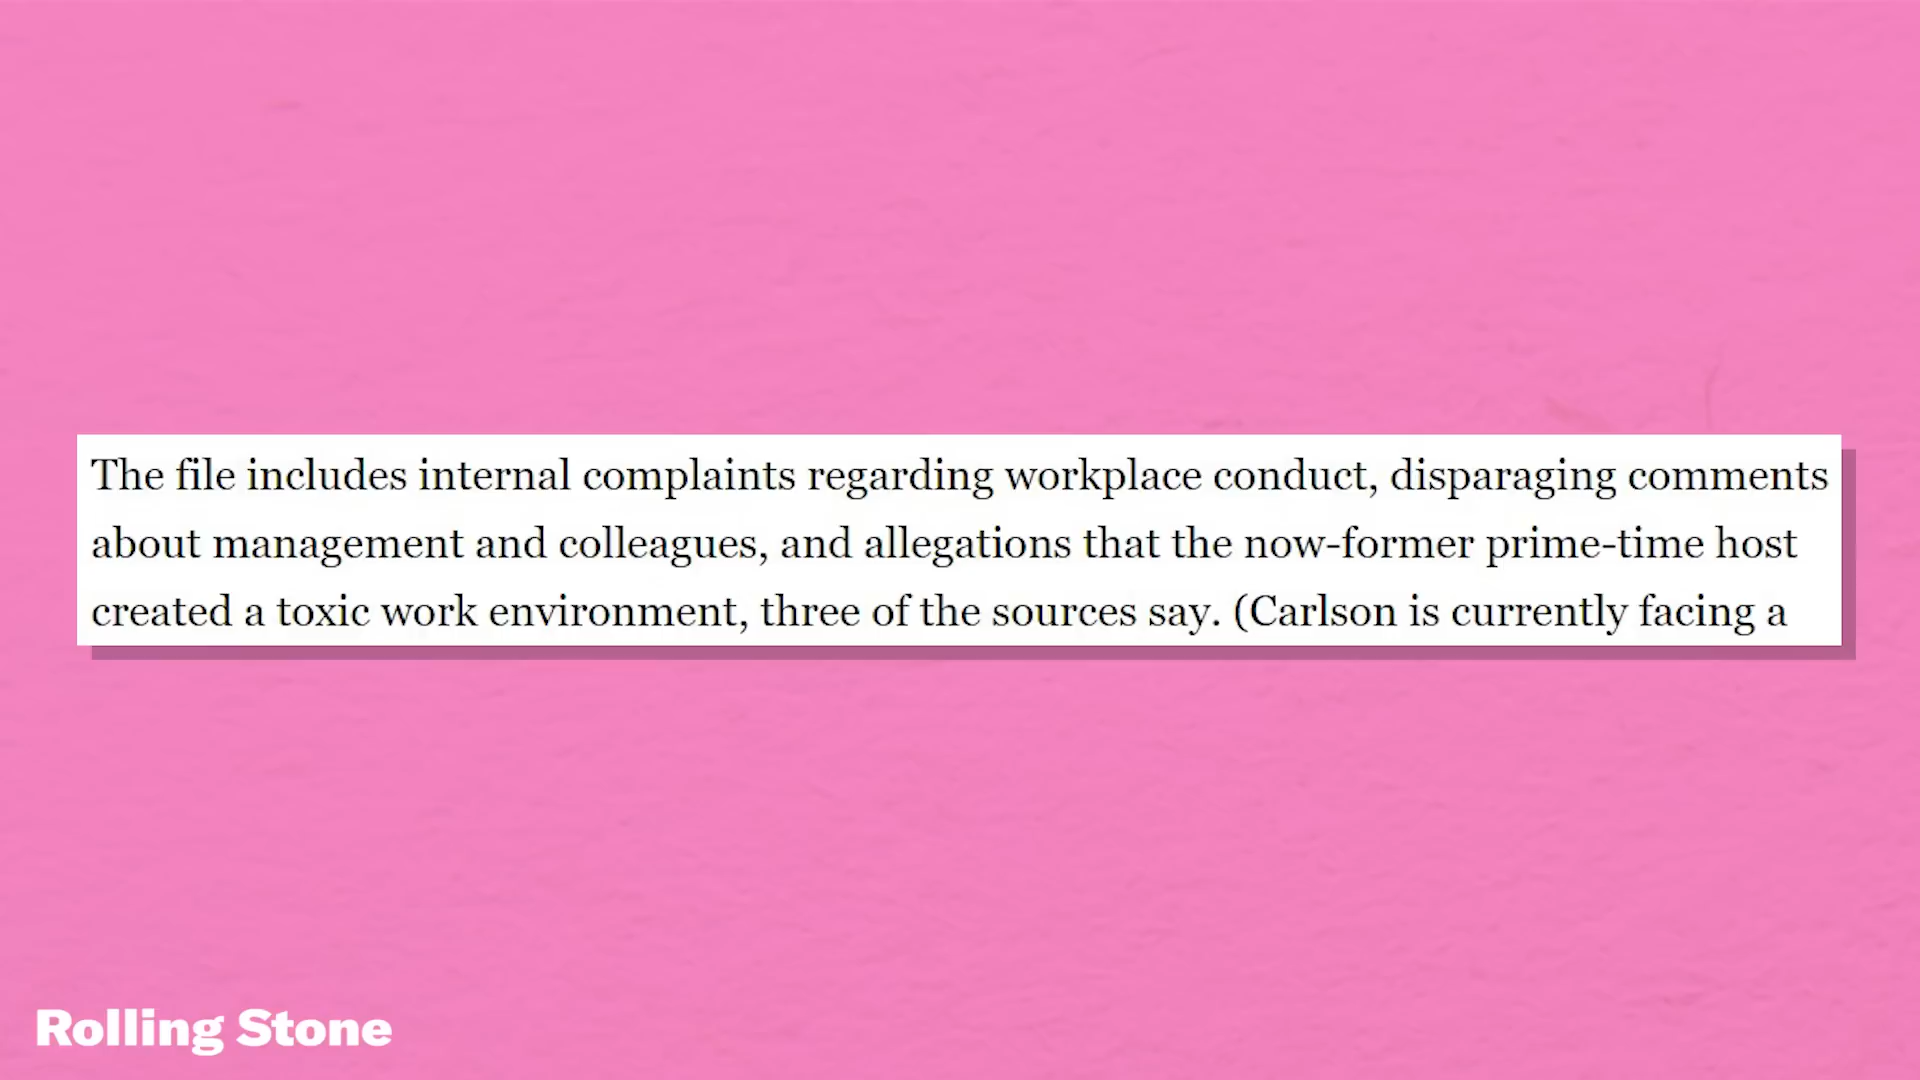 The file includes internal complaints regarding workplace conduct, disparaging comments
about management and colleagues, and allegations that the now-former prime-time host
created a toxic work environment, three of the sources say. (Carlson is currently facing a
Rolling Stone